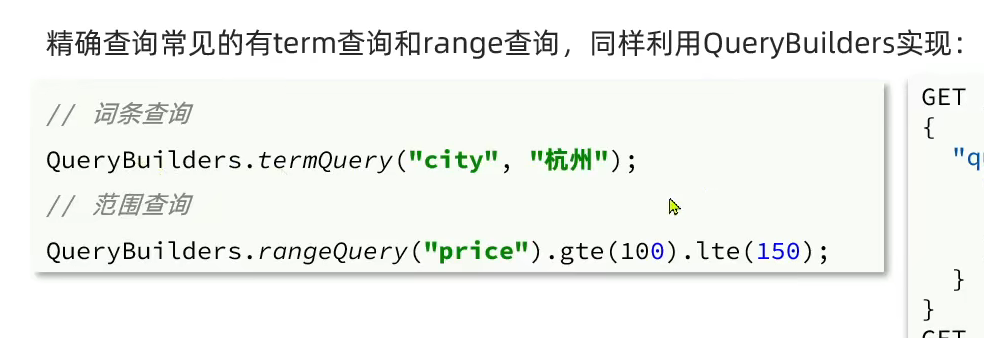 精确查询常见的有term查询和range查询，同样利用QueryBuilders实现：
// 词条查询
QueryBuilders.termQuery("city", "杭州");
// 范围查询
QueryBuilders.rangeQuery("price").gte(100).lte(150);
GET
{
"qu
}
}
GET